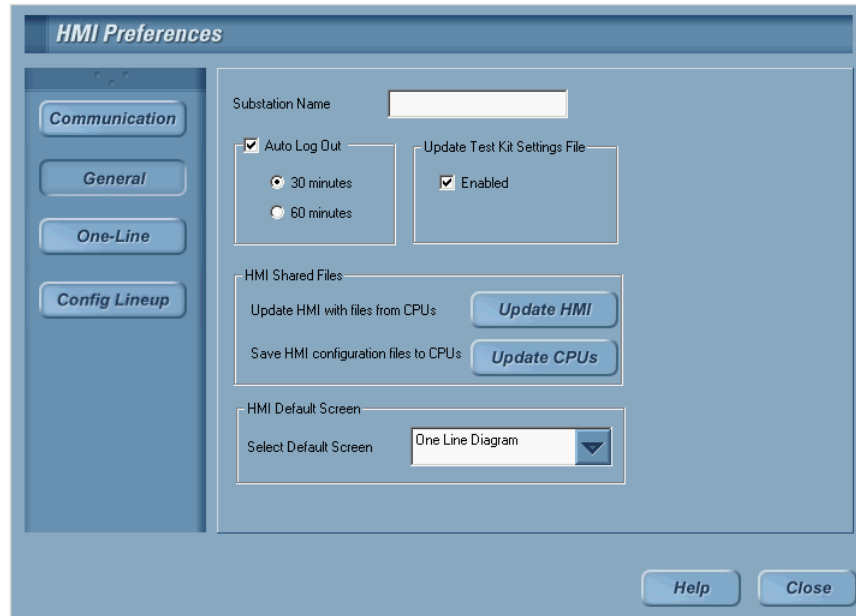 HMI Preferences
Communication
General
One-Line
Config Lineup
Substation Name
Auto Log Out
30 minutes
60 minutes
Update Test Kit Settings File
Enabled
HMI Shared Files
Update HMI with files from CPUs
Update HMI
Save HMI configuration files to CPUs
Update CPUs
HMI Default Screen
Select Default Screen
One Line Diagram
Help
Close